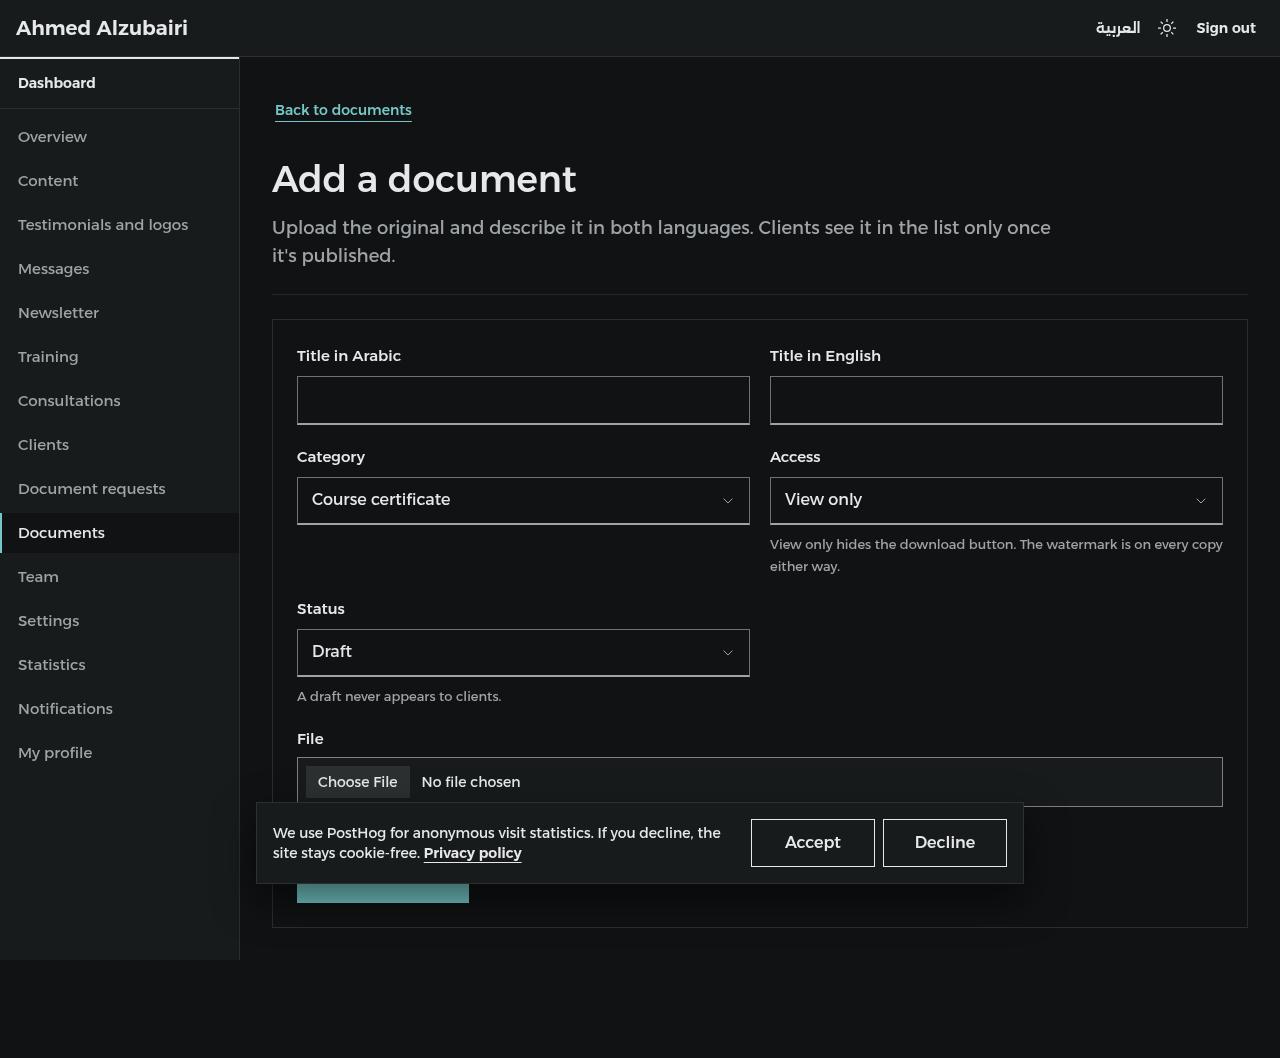 Ahmed Alzubairi
العربية
Sign out
Dashboard
Overview
Content
Testimonials and logos
Messages
Newsletter
Training
Consultations
Clients
Document requests
Documents
Team
Settings
Statistics
Notifications
My profile
Back to documents
Add a document
Upload the original and describe it in both languages. Clients see it in the list only once
it's published.
Title in Arabic
Title in English
Category
Access
Course certificate
View only
View only hides the download button. The watermark is on every copy
either way.
Status
Draft
A draft never appears to clients.
File
Choose File No file chosen
We use PostHog for anonymous visit statistics. If you decline, the
site stays cookie-free. Privacy policy
Accept
Decline